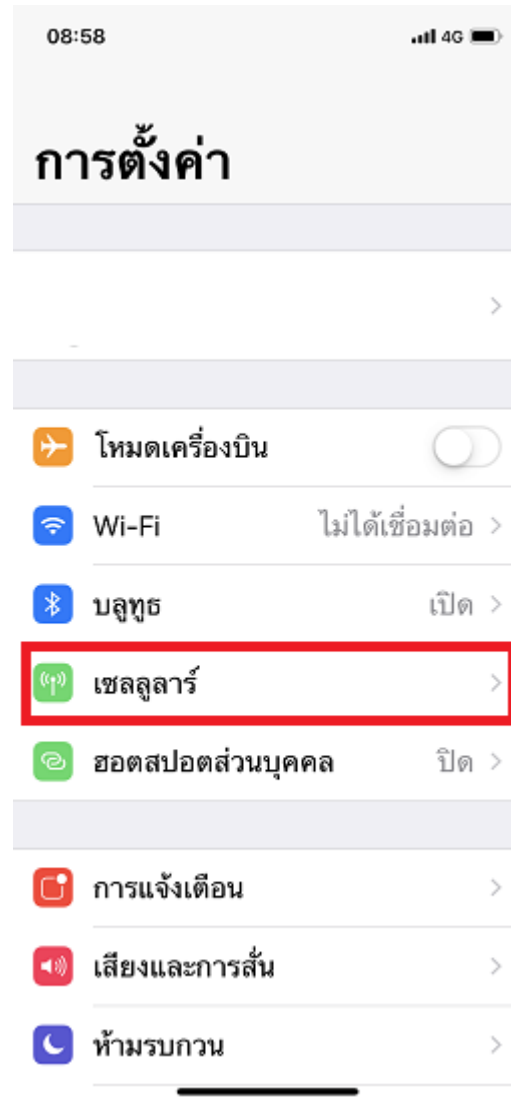 08:58 4G
การตั้งค่า
โหมดเครื่องบิน
Wi-Fi ไม่ได้เชื่อมต่อ
บลูทูธ เปิด
เซลลูลาร์
ฮอตสปอตส่วนบุคคล ปิด
การแจ้งเตือน
เสียงและการสั่น
ห้ามรบกวน